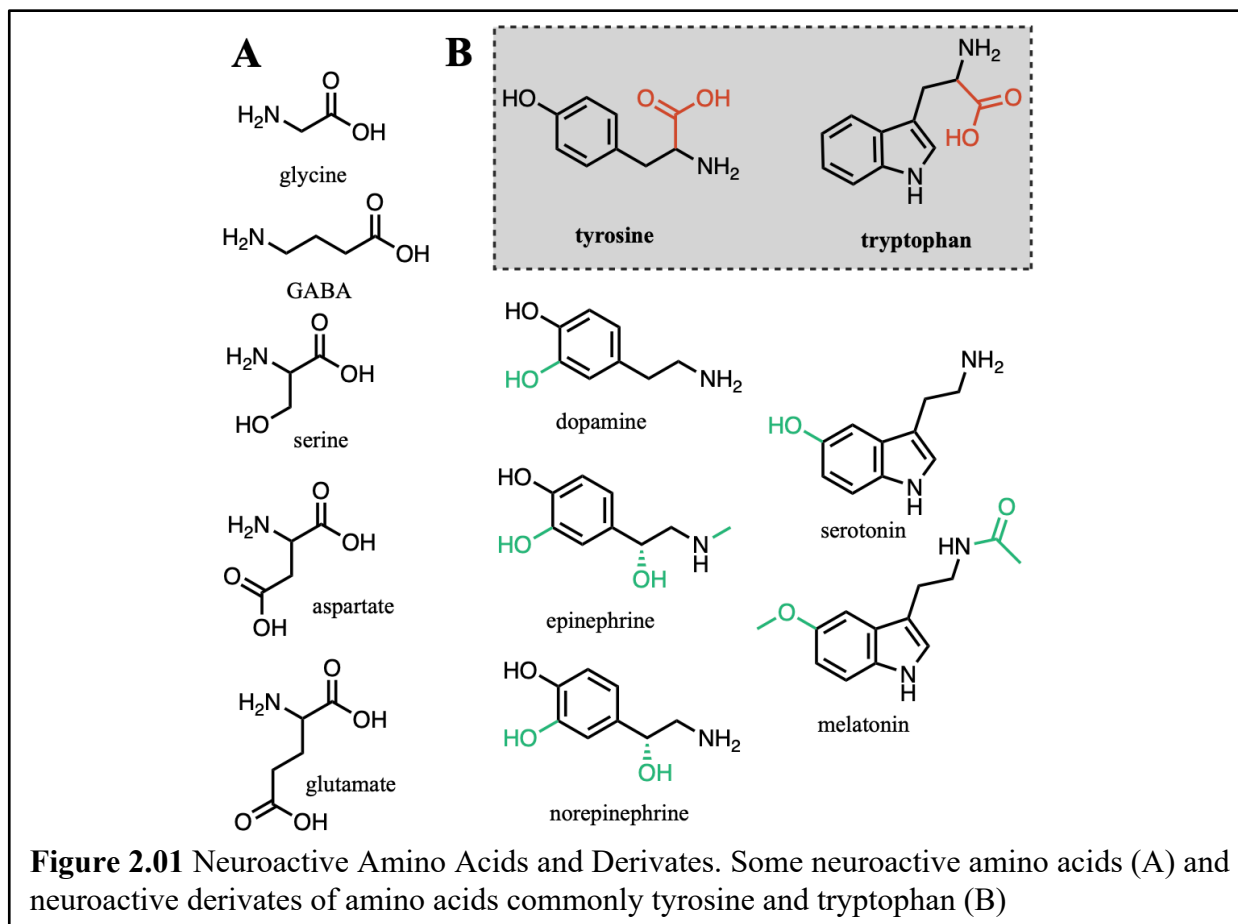 A
H₂N
O
OH
glycine
H₂N
O
OH
GABA
H₂N
O
OH
HO
serine
H₂N
O
OH
O
OH
aspartate
H₂N
O
OH
glutamate
O
OH
B
HO
O
OH
NH₂
tyrosine
NH₂
O
HO
N
H
tryptophan
HO
HO
NH₂
dopamine
HO
HO
OH
N
H
epinephrine
HO
HO
OH
NH₂
norepinephrine
NH₂
HO
N
H
serotonin
O
HN
O
N
H
melatonin
Figure 2.01 Neuroactive Amino Acids and Derivates. Some neuroactive amino acids (A) and
neuroactive derivates of amino acids commonly tyrosine and tryptophan (B)